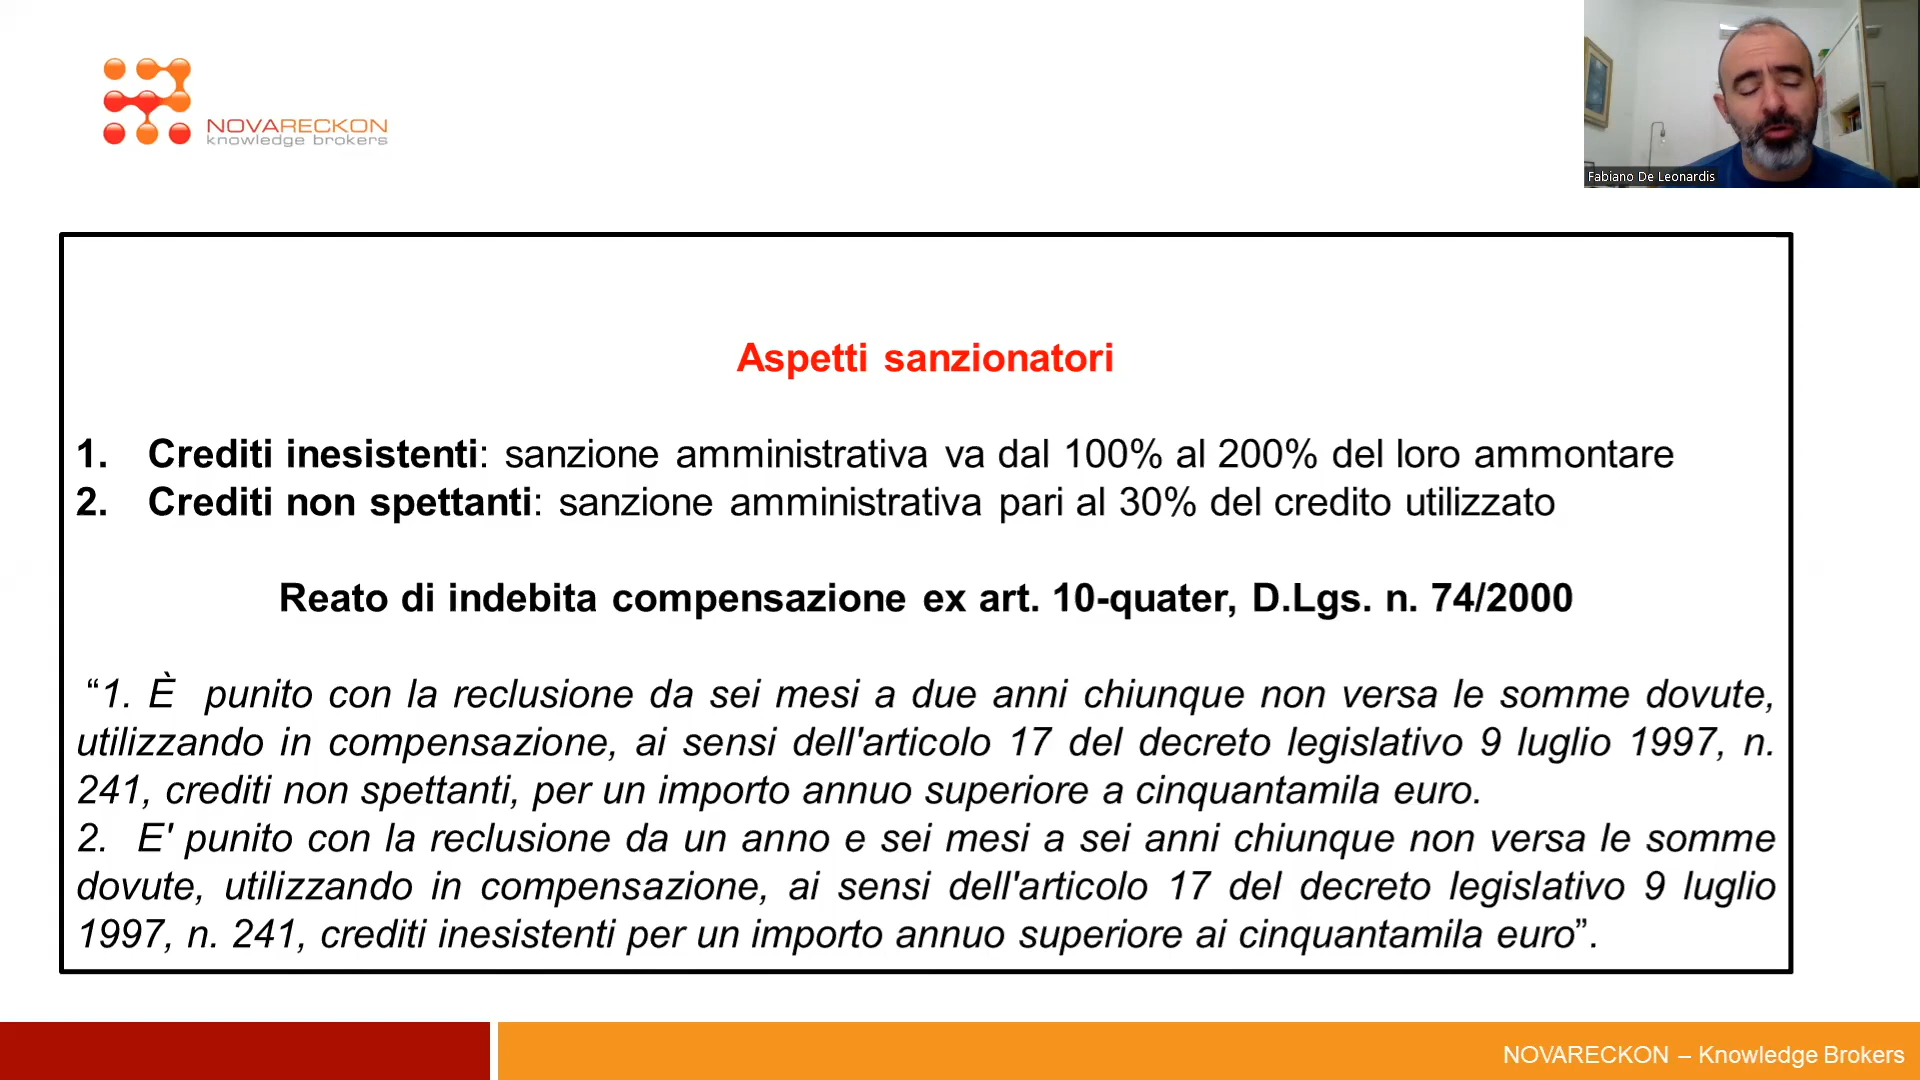 NOVARECKON
knowledge brokers
Fabiano De Leonardis
Aspetti sanzionatori
1. Crediti inesistenti: sanzione amministrativa va dal 100% al 200% del loro ammontare
2. Crediti non spettanti: sanzione amministrativa pari al 30% del credito utilizzato
Reato di indebita compensazione ex art. 10-quater, D.Lgs. n. 74/2000
“1. È punito con la reclusione da sei mesi a due anni chiunque non versa le somme dovute,
utilizzando in compensazione, ai sensi dell'articolo 17 del decreto legislativo 9 luglio 1997, n.
241, crediti non spettanti, per un importo annuo superiore a cinquantamila euro.
2. E' punito con la reclusione da un anno e sei mesi a sei anni chiunque non versa le somme
dovute, utilizzando in compensazione, ai sensi dell'articolo 17 del decreto legislativo 9 luglio
1997, n. 241, crediti inesistenti per un importo annuo superiore ai cinquantamila euro”.
NOVARECKON – Knowledge Brokers